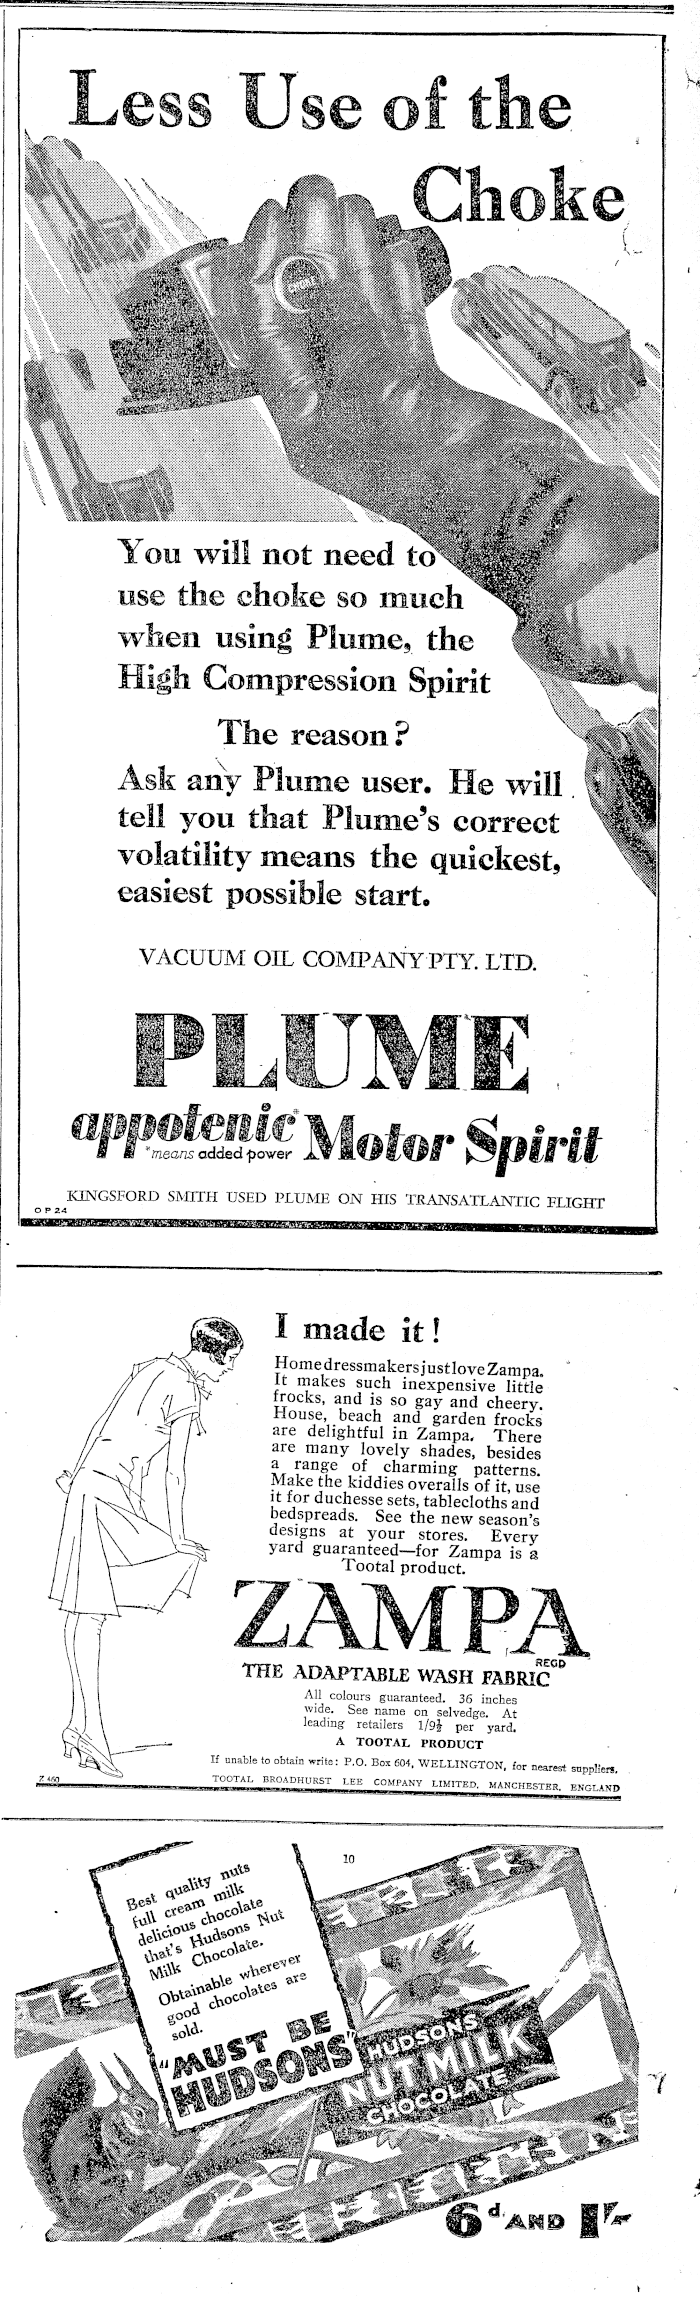 Less Use of the
Choke
CHOKE
You will not need to
use the choke so much
when using Plume, the
High Compression Spirit
The reason?
Ask any Plume user. He will
tell you that Plume's correct
volatility means the quickest,
easiest possible start.
VACUUM OIL COMPANY PTY. LTD.
PLUME
appotenic* Motor Spirit
*means added power
KINGSFORD SMITH USED PLUME ON HIS TRANSATLANTIC FLIGHT
O P 24
I made it!
Home dressmakers just love Zampa.
It makes such inexpensive little
frocks, and is so gay and cheery.
House, beach and garden frocks
are delightful in Zampa. There
are many lovely shades, besides
a range of charming patterns.
Make the kiddies overalls of it, use
it for duchesse sets, tablecloths and
bedspreads. See the new season's
designs at your stores. Every
yard guaranteed—for Zampa is a
Tootal product.
ZAMPA
REGD
THE ADAPTABLE WASH FABRIC
All colours guaranteed. 36 inches
wide. See name on selvedge. At
leading retailers 1/9½ per yard.
A TOOTAL PRODUCT
If unable to obtain write: P.O. Box 604, WELLINGTON, for nearest suppliers.
Z 460
TOOTAL BROADHURST LEE COMPANY LIMITED, MANCHESTER, ENGLAND
10
Best quality nuts
full cream milk
delicious chocolate
that's Hudsons Nut
Milk Chocolate.
Obtainable wherever
good chocolates are
sold.
"MUST BE
HUDSONS"
HUDSONS
NUT MILK
CHOCOLATE
6d AND 1/-